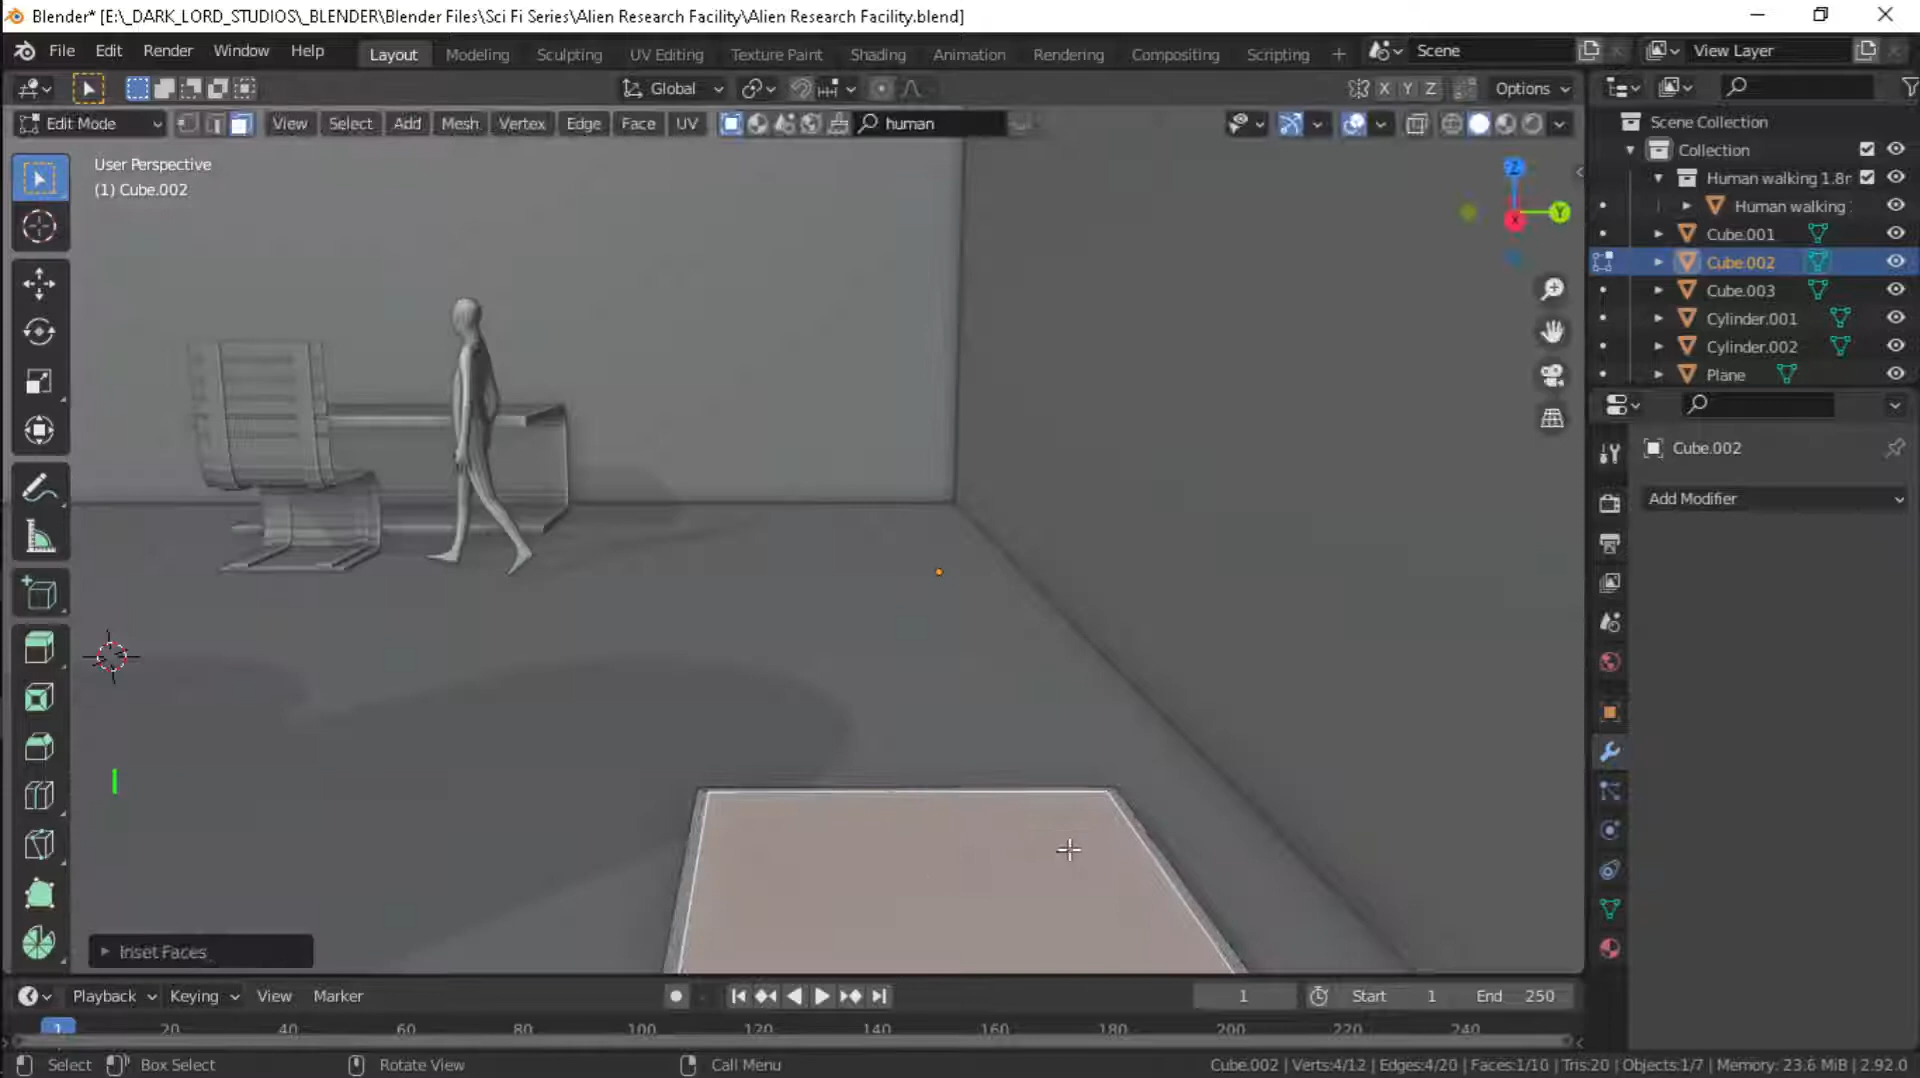 Blender* [E:\_DARK_LORD_STUDIOS\_BLENDER\Blender Files\Sci Fi Series\Alien Research Facility\Alien Research Facility.blend]
File Edit Render Window Help Layout Modeling Sculpting UV Editing Texture Paint Shading Animation Rendering Compositing Scripting + Scene View Layer
Global X Y Z Options
Edit Mode View Select Add Mesh Vertex Edge Face UV human
User Perspective
(1) Cube.002
Z
Y
X
Scene Collection
Collection
Human walking 1.8m
Human walking
Cube.001
Cube.002
Cube.003
Cylinder.001
Cylinder.002
Plane
Cube.002
Add Modifier
I
Inset Faces
Playback Keying View Marker 1 Start 1 End 250
1 20 40 60 80 100 120 140 160 180 200 220 240
Select Box Select Rotate View Call Menu Cube.002 | Verts:4/12 | Edges:4/20 | Faces:1/10 | Tris:20 | Objects:1/7 | Memory: 23.6 MiB | 2.92.0